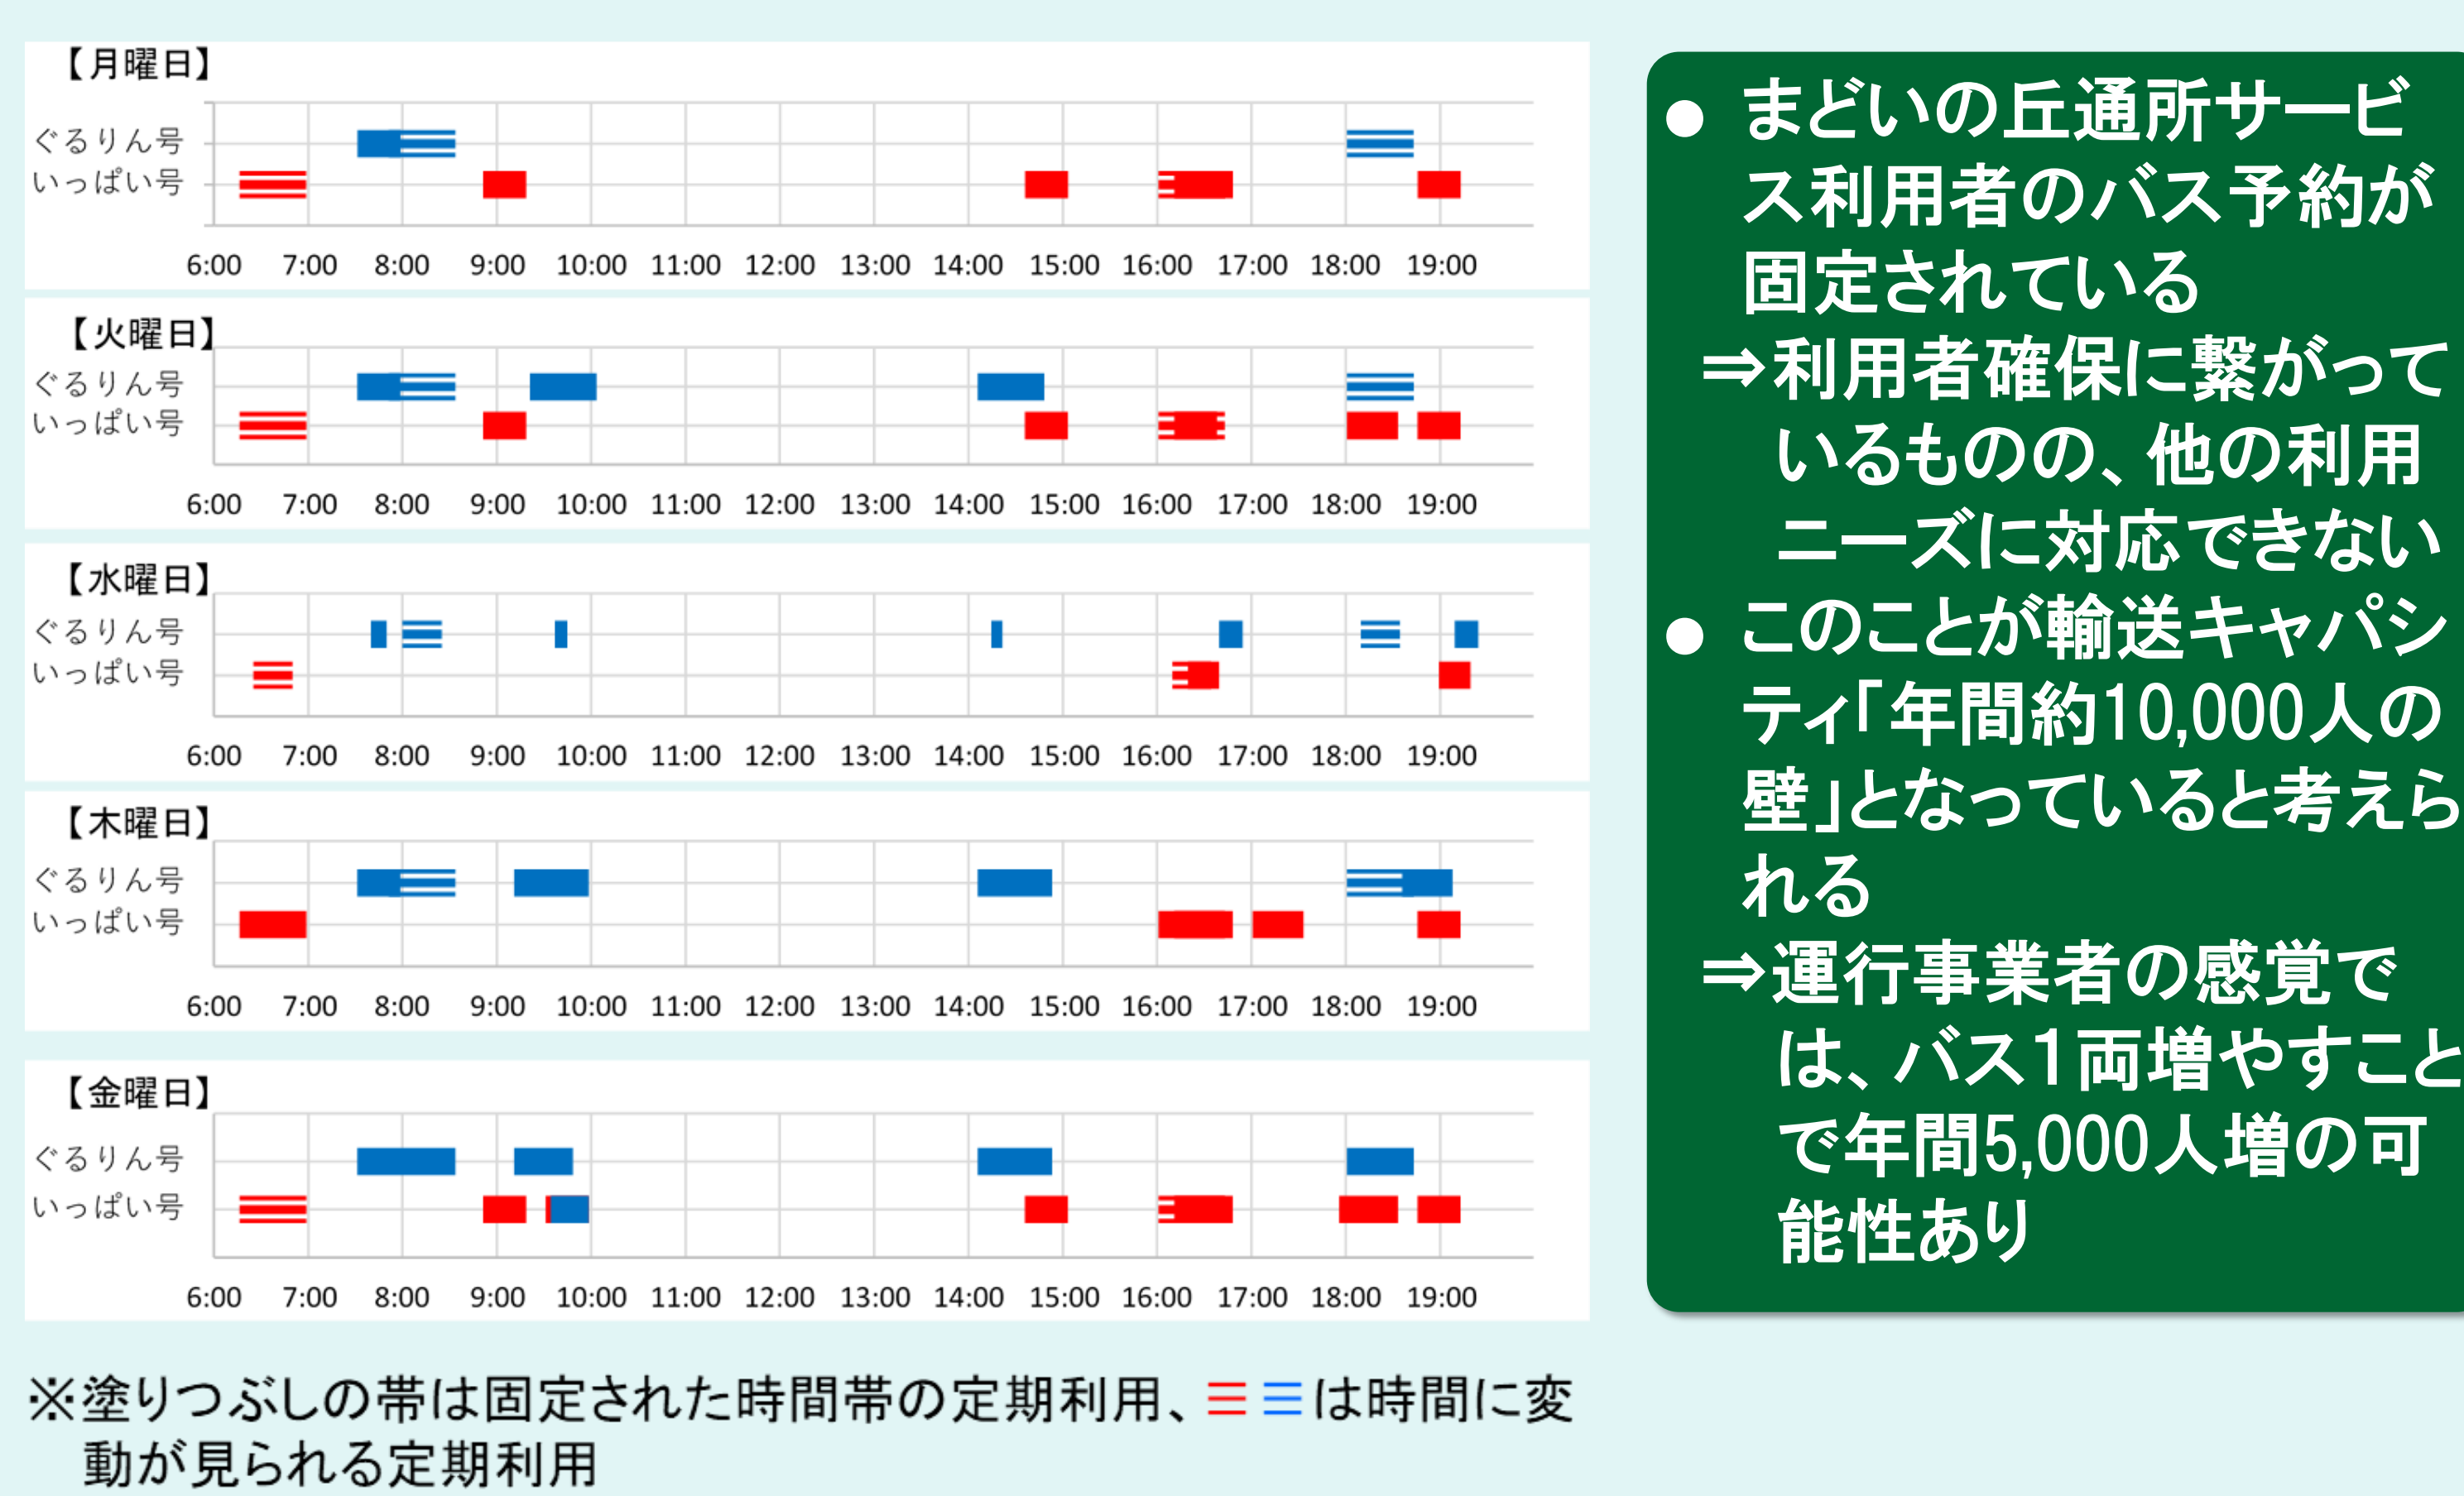 【月曜日】
ぐるりん号
いっぱい号
6:00 7:00 8:00 9:00 10:00 11:00 12:00 13:00 14:00 15:00 16:00 17:00 18:00 19:00
【火曜日】
ぐるりん号
いっぱい号
6:00 7:00 8:00 9:00 10:00 11:00 12:00 13:00 14:00 15:00 16:00 17:00 18:00 19:00
【水曜日】
ぐるりん号
いっぱい号
6:00 7:00 8:00 9:00 10:00 11:00 12:00 13:00 14:00 15:00 16:00 17:00 18:00 19:00
【木曜日】
ぐるりん号
いっぱい号
6:00 7:00 8:00 9:00 10:00 11:00 12:00 13:00 14:00 15:00 16:00 17:00 18:00 19:00
【金曜日】
ぐるりん号
いっぱい号
6:00 7:00 8:00 9:00 10:00 11:00 12:00 13:00 14:00 15:00 16:00 17:00 18:00 19:00
※塗りつぶしの帯は固定された時間帯の定期利用、 は時間に変
動が見られる定期利用
● まどいの丘通所サービ
ス利用者のバス予約が
固定されている
⇒利用者確保に繋がって
いるものの、他の利用
ニーズに対応できない
● このことが輸送キャパシ
ティ「年間約10,000人の
壁」となっていると考えら
れる
⇒運行事業者の感覚で
は、バス1両増やすこと
で年間5,000人増の可
能性あり